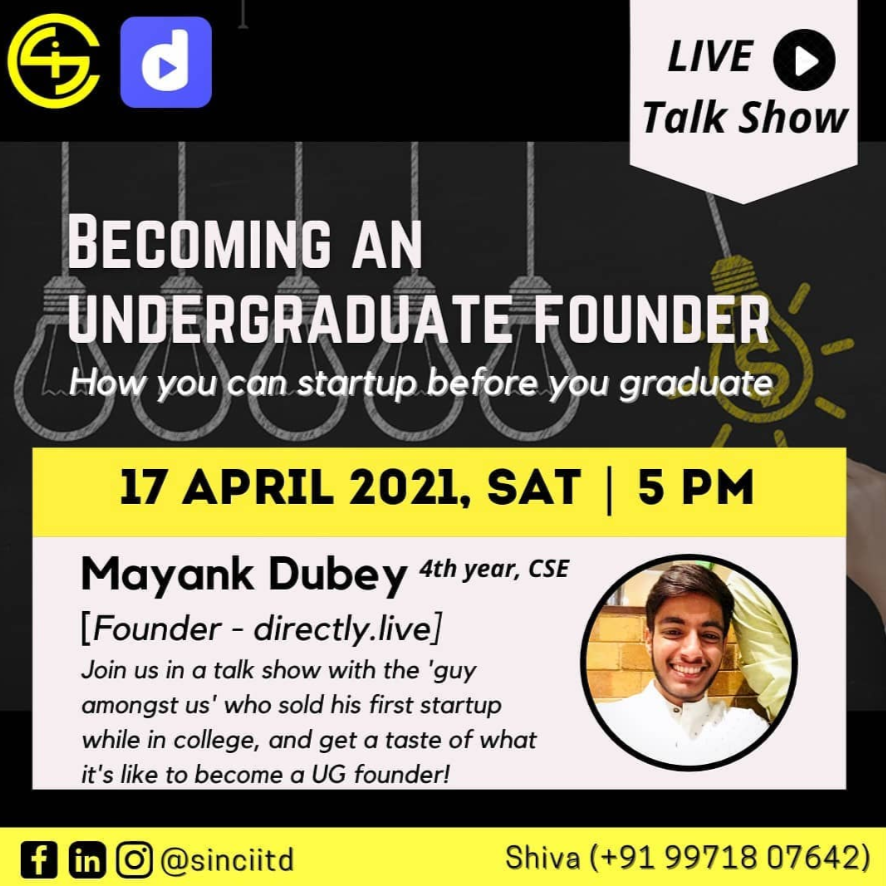 LIVE
Talk Show
BECOMING AN
UNDERGRADUATE FOUNDER
How you can startup before you graduate
17 APRIL 2021, SAT | 5 PM
Mayank Dubey 4th year, CSE
[Founder - directly.live]
Join us in a talk show with the 'guy
amongst us' who sold his first startup
while in college, and get a taste of what
it's like to become a UG founder!
@sinciitd
Shiva (+91 99718 07642)